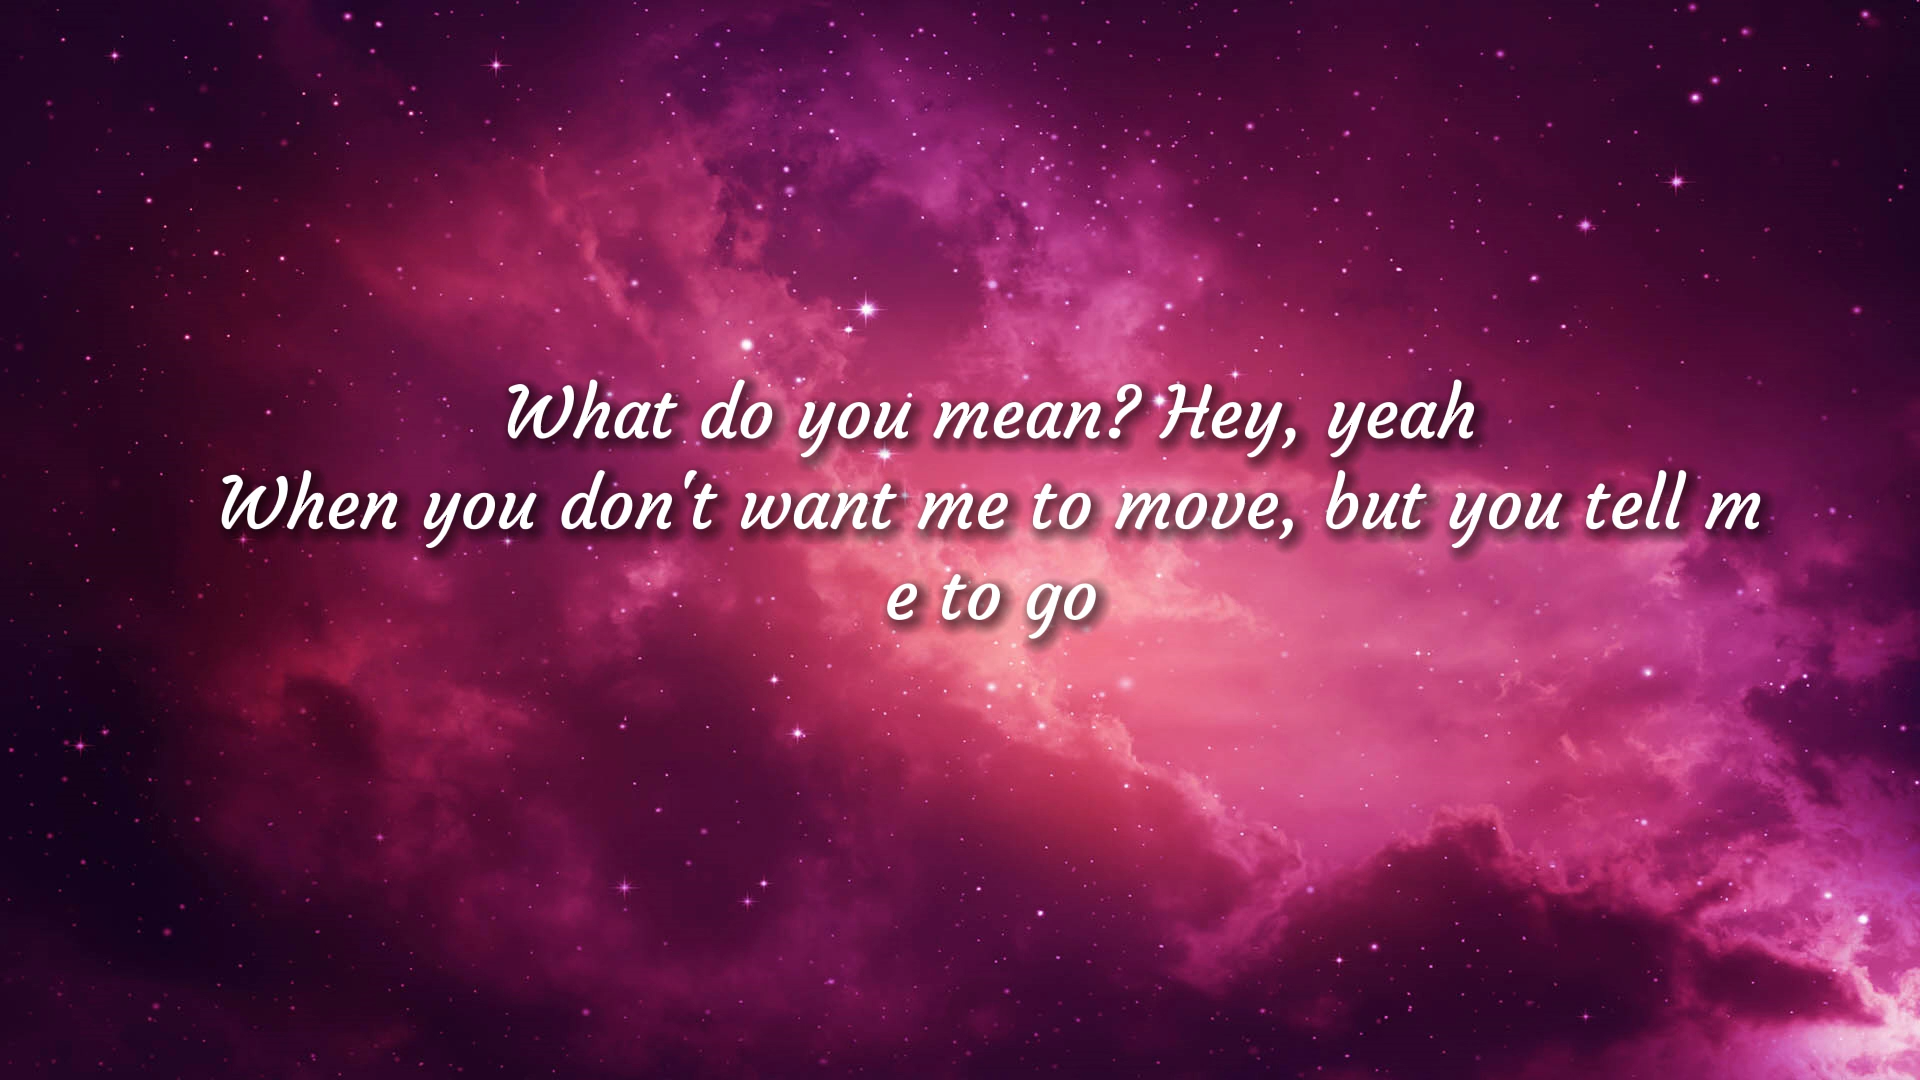 What do you mean? Hey, yeah
When you don't want me to move, but you tell m
e to go